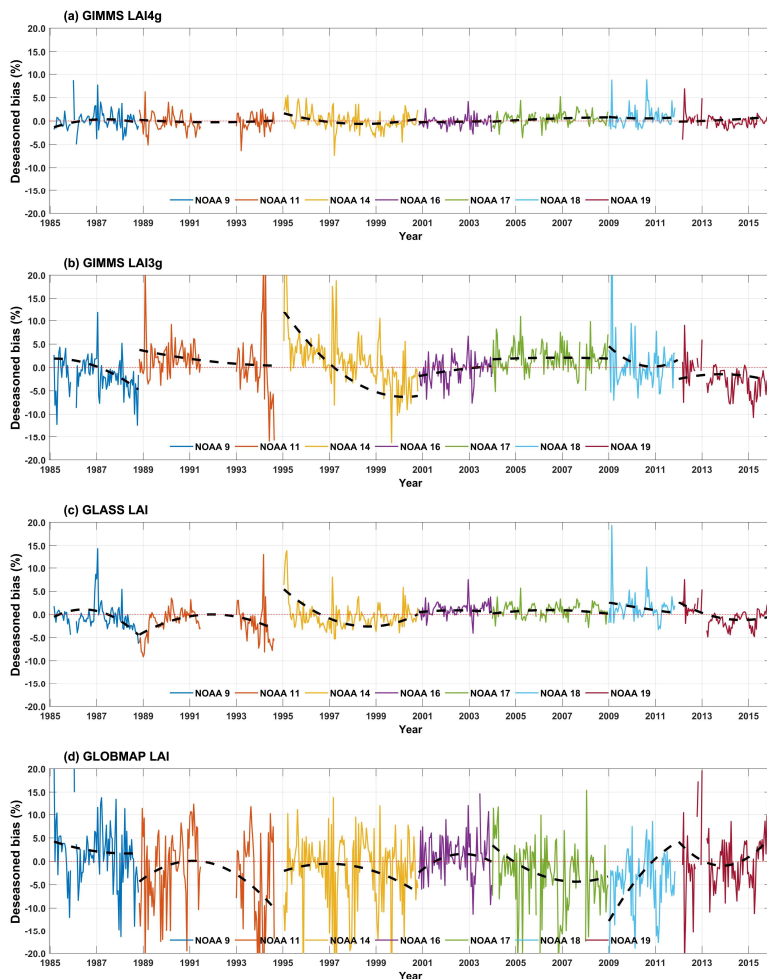 (a) GIMMS LAI4g
Deseasoned bias (%)
20.0
15.0
10.0
5.0
0.0
-5.0
-10.0
-15.0
-20.0
NOAA 9 NOAA 11 NOAA 14 NOAA 16 NOAA 17 NOAA 18 NOAA 19
1985 1987 1989 1991 1993 1995 1997 1999 2001 2003 2005 2007 2009 2011 2013 2015
Year
(b) GIMMS LAI3g
Deseasoned bias (%)
20.0
15.0
10.0
5.0
0.0
-5.0
-10.0
-15.0
-20.0
NOAA 9 NOAA 11 NOAA 14 NOAA 16 NOAA 17 NOAA 18 NOAA 19
1985 1987 1989 1991 1993 1995 1997 1999 2001 2003 2005 2007 2009 2011 2013 2015
Year
(c) GLASS LAI
Deseasoned bias (%)
20.0
15.0
10.0
5.0
0.0
-5.0
-10.0
-15.0
-20.0
NOAA 9 NOAA 11 NOAA 14 NOAA 16 NOAA 17 NOAA 18 NOAA 19
1985 1987 1989 1991 1993 1995 1997 1999 2001 2003 2005 2007 2009 2011 2013 2015
Year
(d) GLOBMAP LAI
Deseasoned bias (%)
20.0
15.0
10.0
5.0
0.0
-5.0
-10.0
-15.0
-20.0
NOAA 9 NOAA 11 NOAA 14 NOAA 16 NOAA 17 NOAA 18 NOAA 19
1985 1987 1989 1991 1993 1995 1997 1999 2001 2003 2005 2007 2009 2011 2013 2015
Year